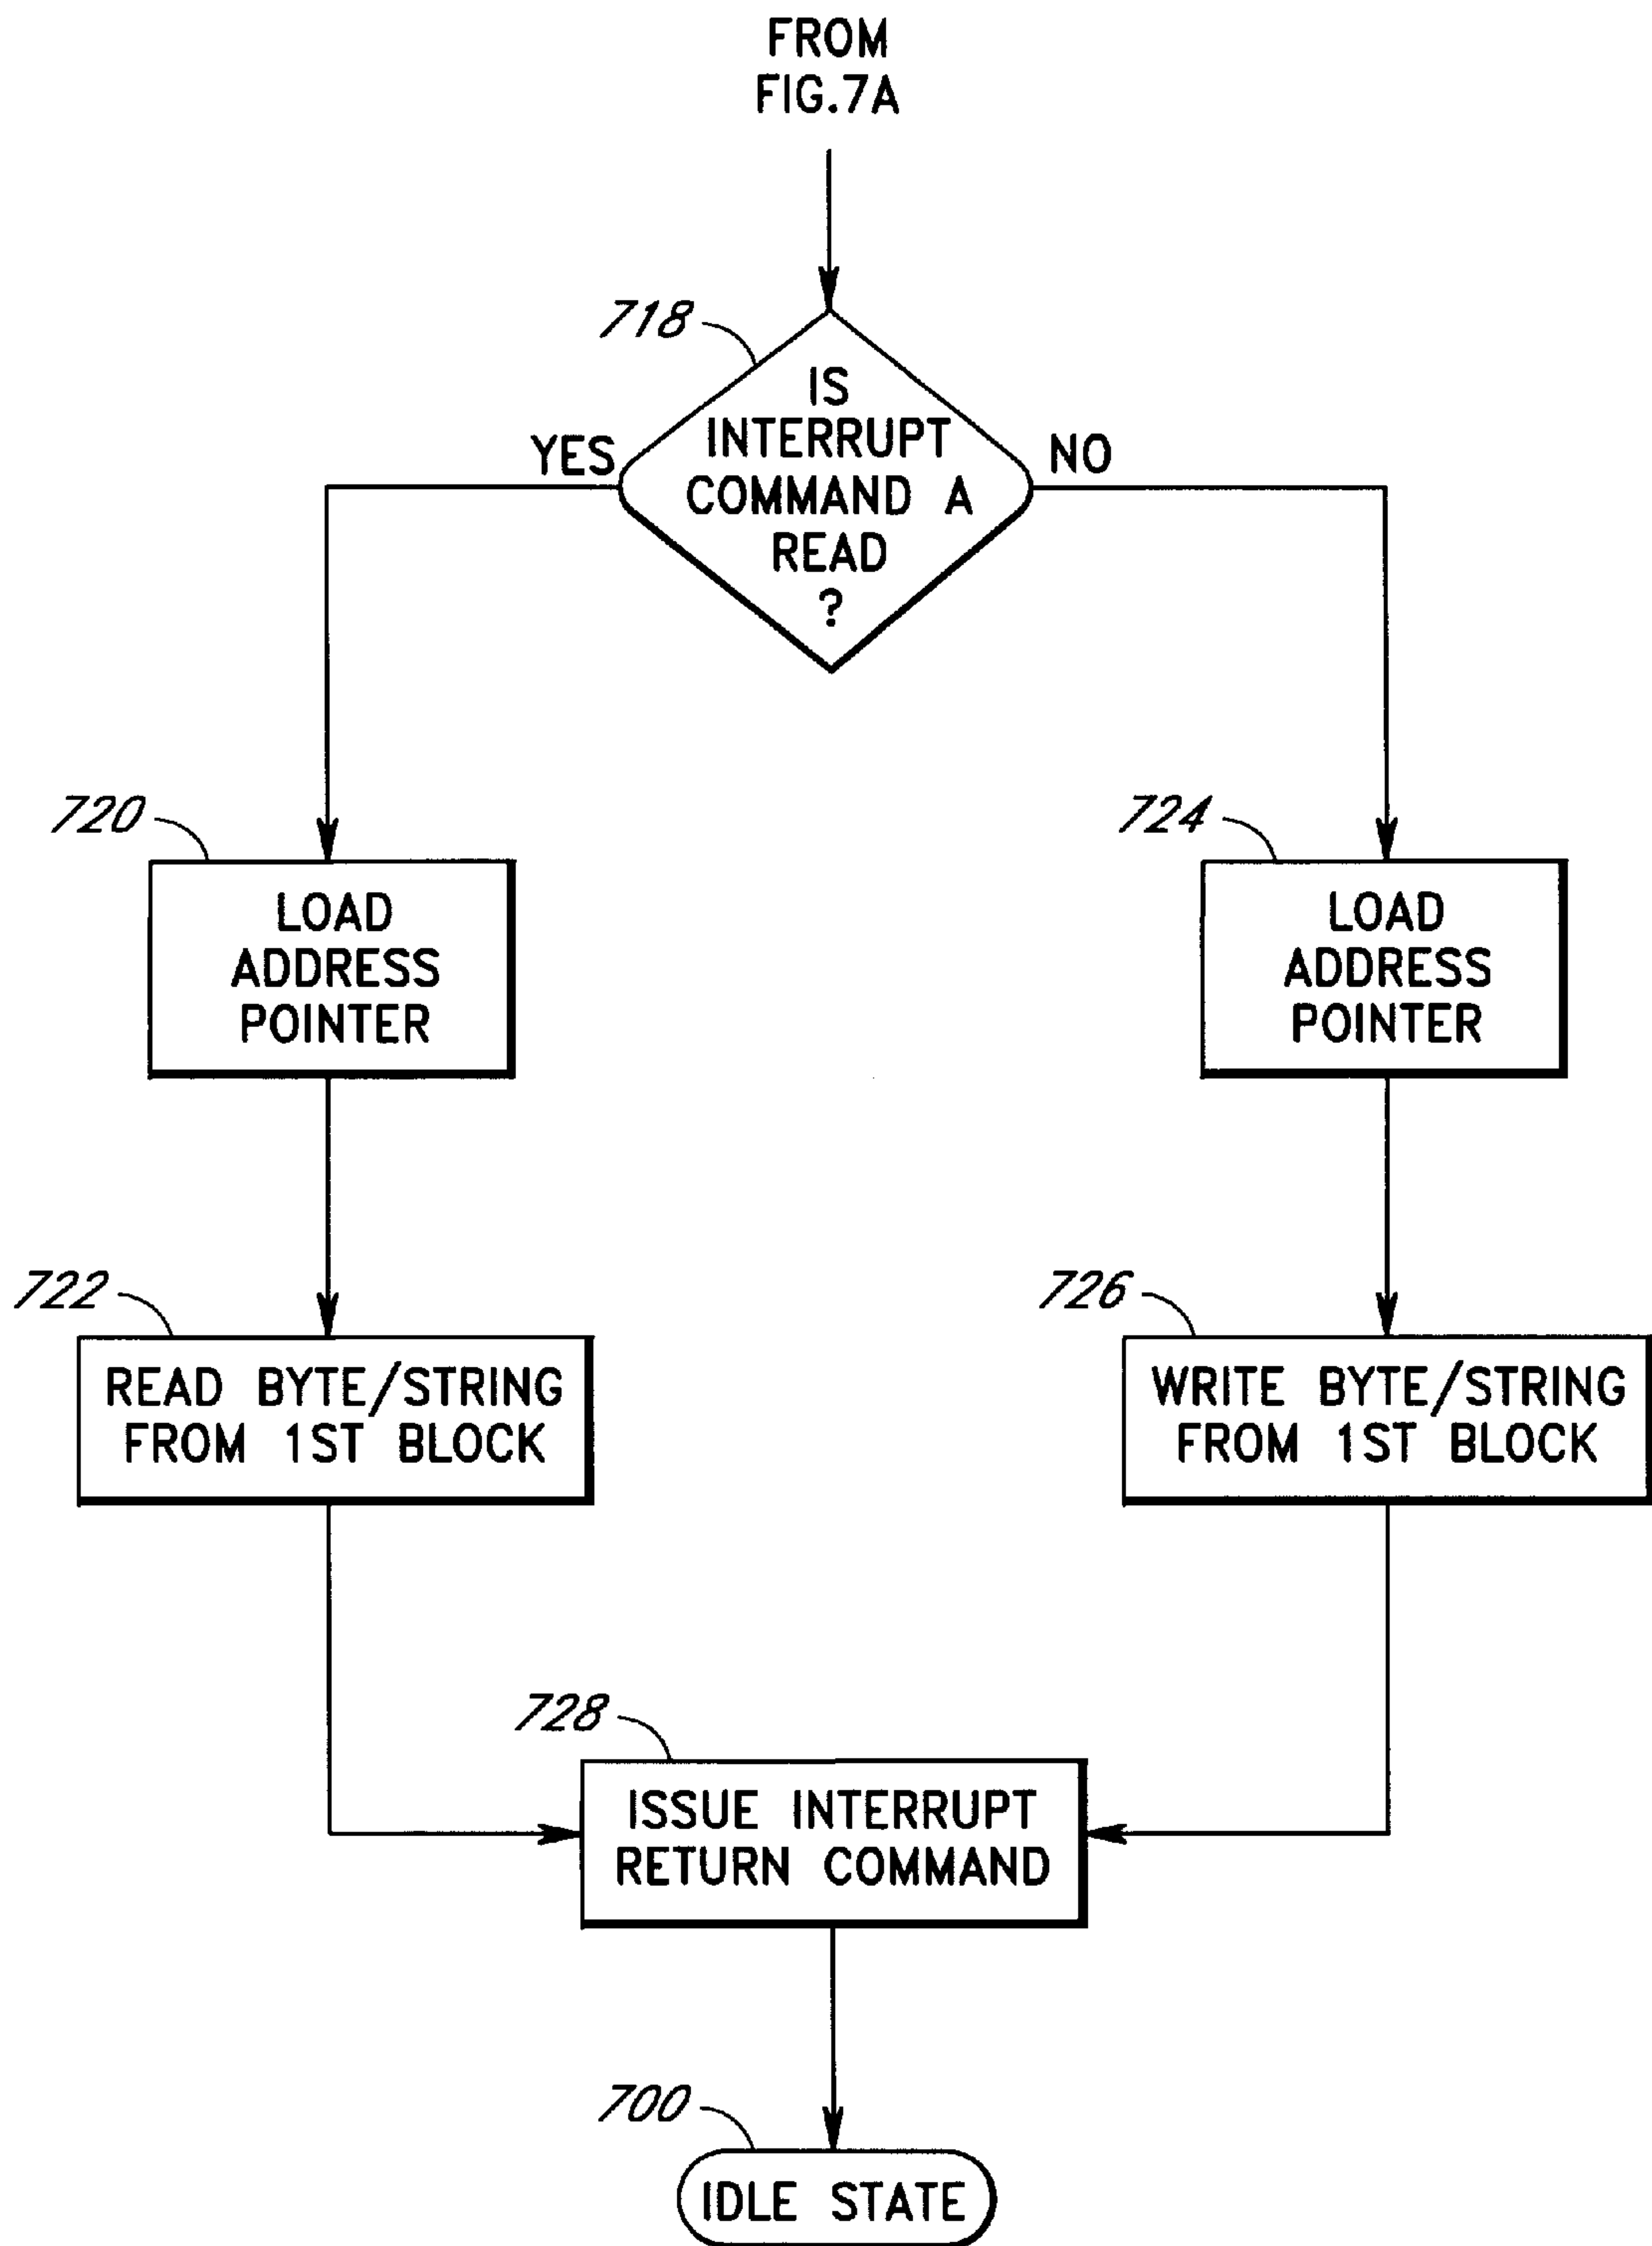 FROM
FIG.7A
718
IS
INTERRUPT
COMMAND A
READ
?
YES
NO
720
LOAD
ADDRESS
POINTER
724
LOAD
ADDRESS
POINTER
722
READ BYTE/STRING
FROM 1ST BLOCK
726
WRITE BYTE/STRING
FROM 1ST BLOCK
728
ISSUE INTERRUPT
RETURN COMMAND
700
IDLE STATE